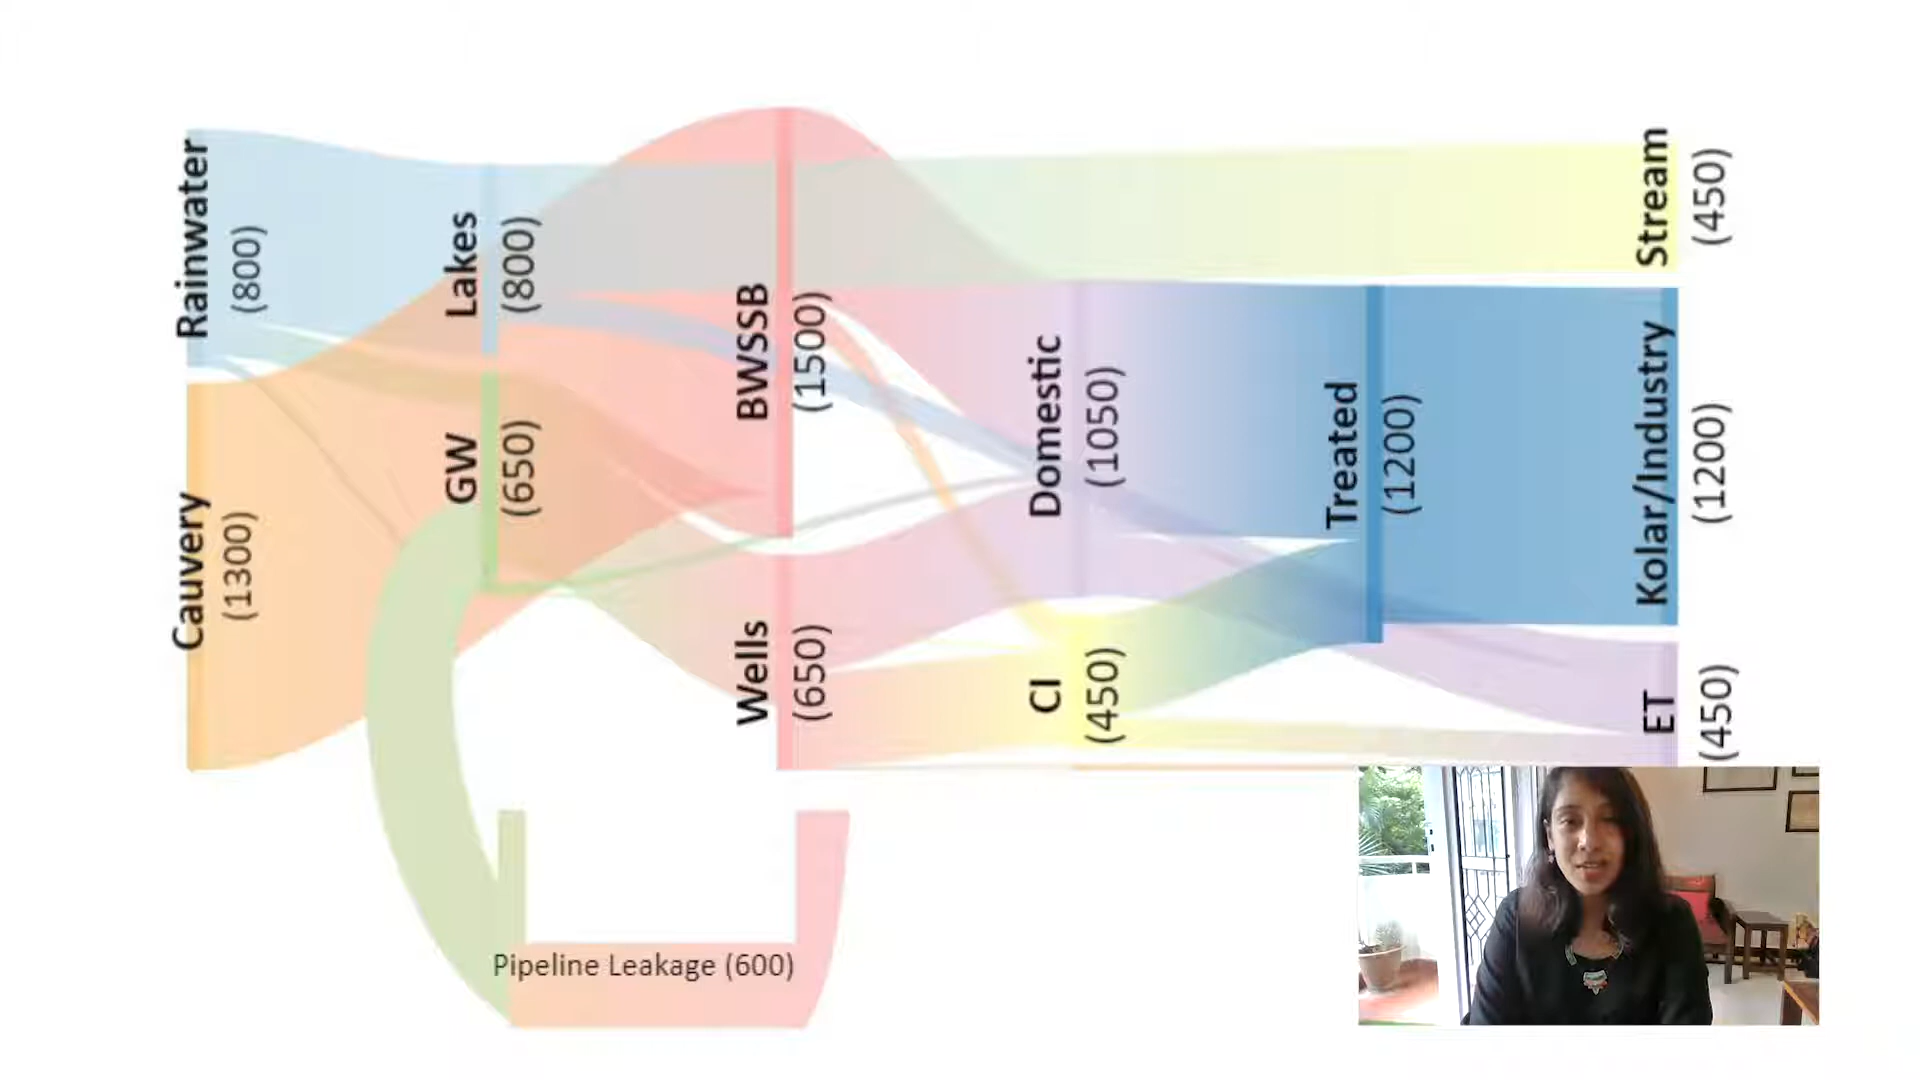 Rainwater
(800)
Cauvery
(1300)
Lakes
(800)
GW
(650)
BWSSB
(1500)
Wells
(650)
Domestic
(1050)
CI
(450)
Treated
(1200)
Stream
(450)
Kolar/Industry
(1200)
ET
(450)
Pipeline Leakage (600)